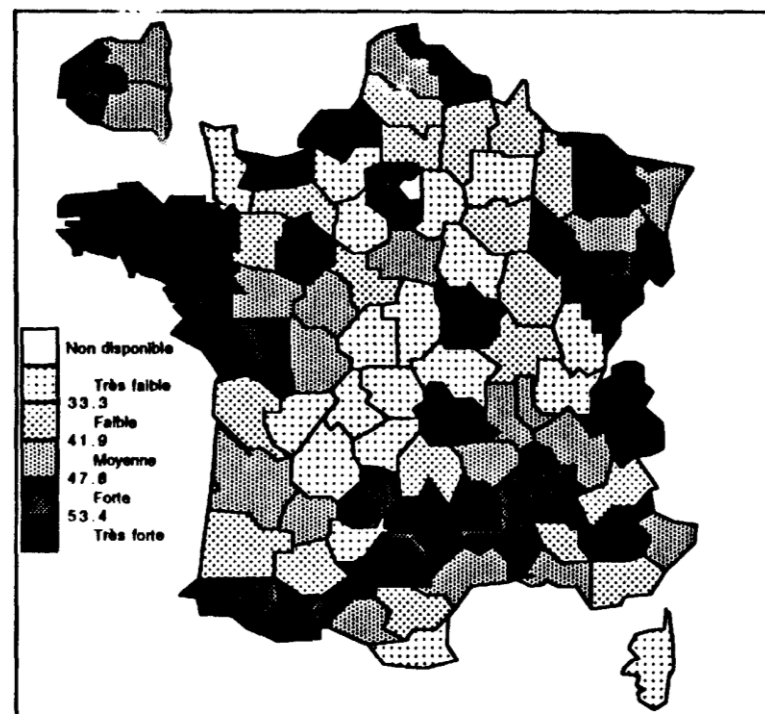 Non disponible
Très faible
33.3
Faible
41.9
Moyenne
47.8
Forte
53.4
Très forte